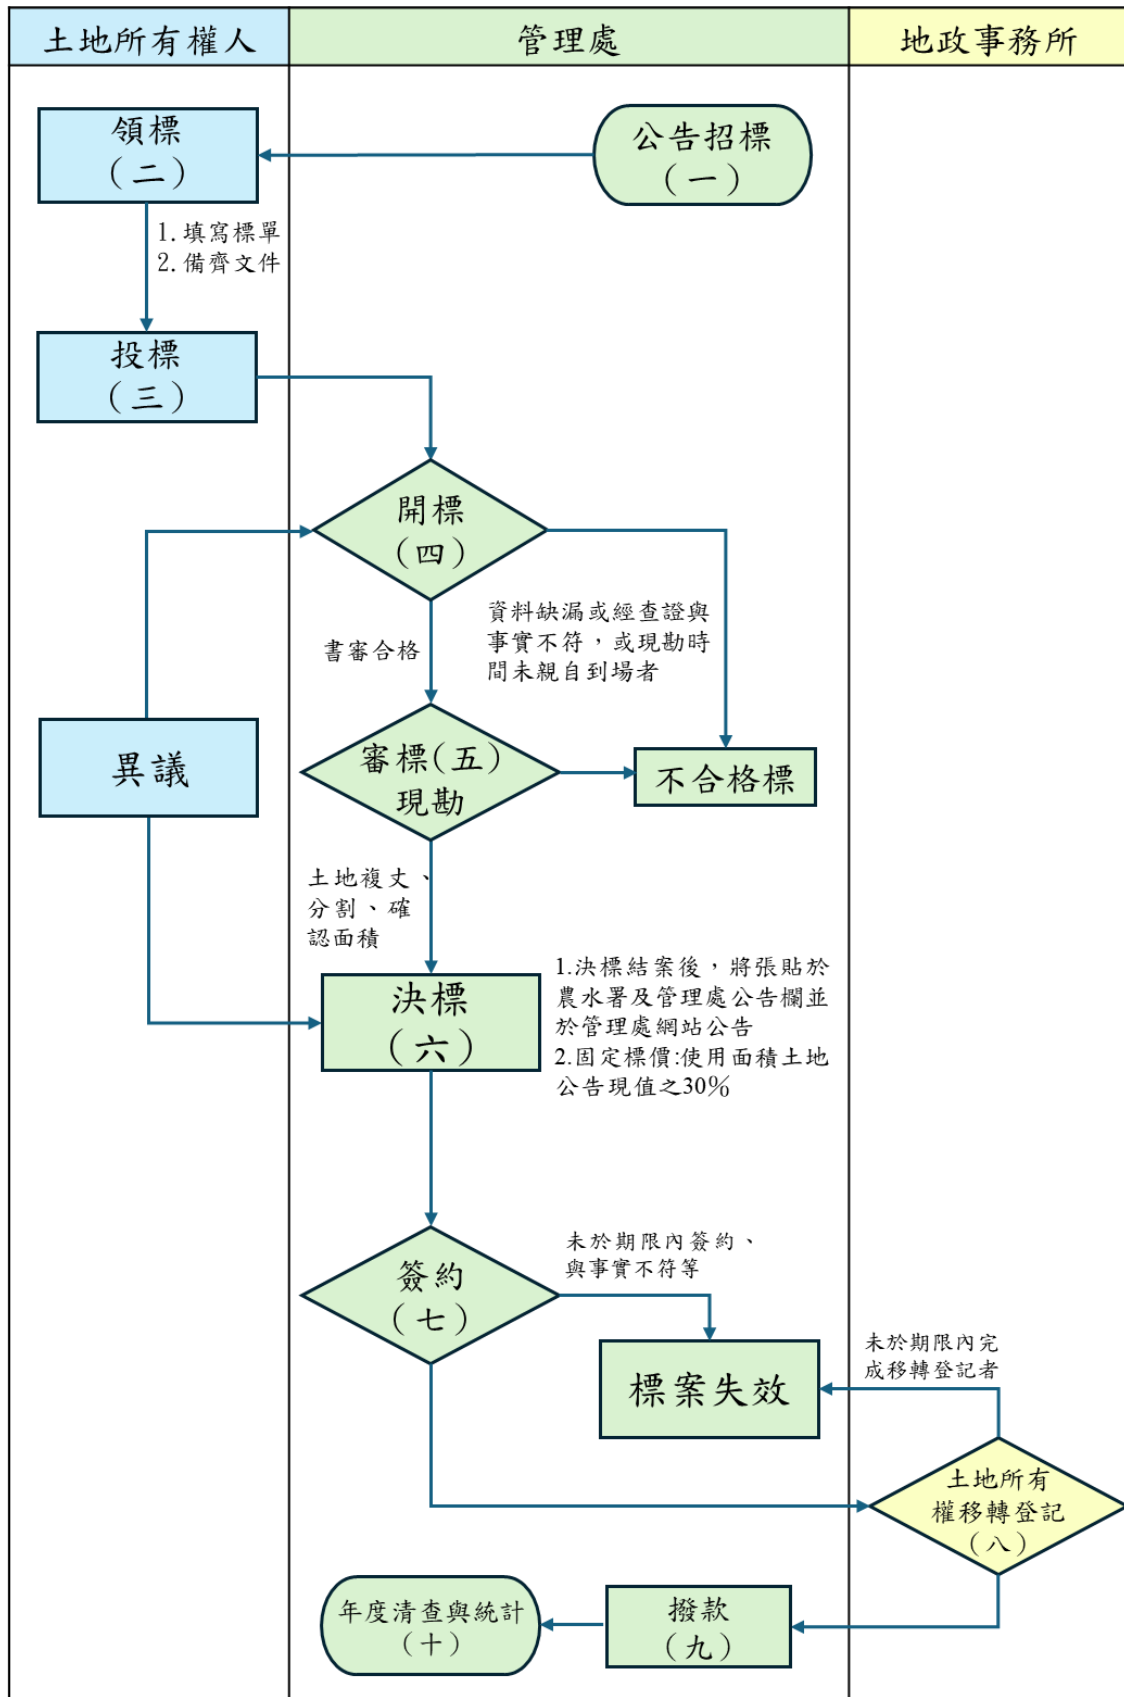 土地所有權人
管理處
地政事務所
領標
(二)
公告招標
(一)
1.填寫標單
2.備齊文件
投標
(三)
開標
(四)
資料缺漏或經查證與
事實不符，或現勘時
間未親自到場者
書審合格
異議
審標(五)
現勘
不合格標
土地複丈、
分割、確
認面積
決標
(六)
1.決標結案後，將張貼於
農水署及管理處公告欄並
於管理處網站公告
2.固定標價:使用面積土地
公告現值之30%
簽約
(七)
未於期限內簽約、
與事實不符等
標案失效
未於期限內完
成移轉登記者
土地所有
權移轉登記
(八)
撥款
(九)
年度清查與統計
(十)